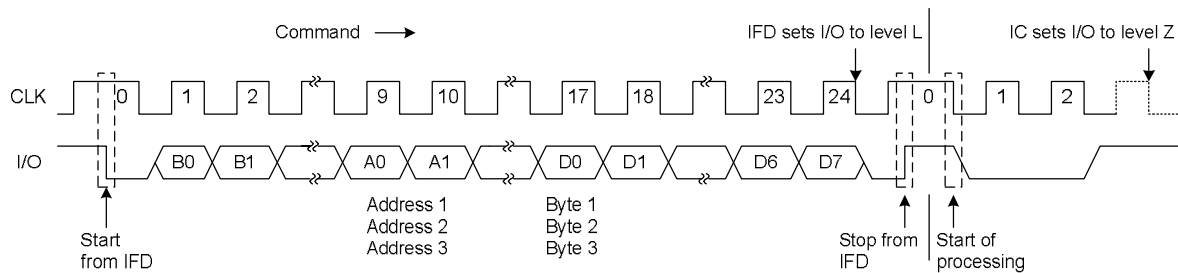 Command
IFD sets I/O to level L
IC sets I/O to level Z
CLK
0 1 2 9 10 17 18 23 24 0 1 2
I/O
B0 B1 A0 A1 D0 D1 D6 D7
Address 1
Address 2
Address 3
Byte 1
Byte 2
Byte 3
Start
from IFD
Stop from
IFD
Start of
processing